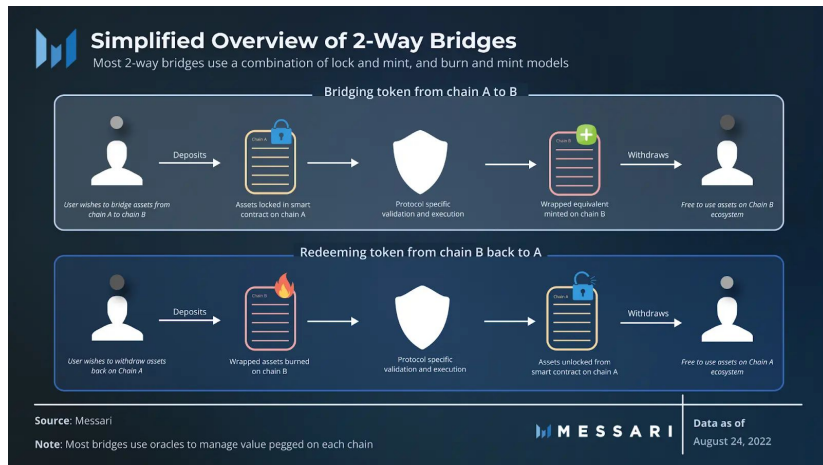 Simplified Overview of 2-Way Bridges
Most 2-way bridges use a combination of lock and mint, and burn and mint models
Bridging token from chain A to B
Deposits
Chain A
Chain B
Withdraws
User wishes to bridge assets from
chain A to chain B
Assets locked in smart
contract on chain A
Protocol specific
validation and execution
Wrapped equivalent
minted on chain B
Free to use assets on Chain B
ecosystem
Redeeming token from chain B back to A
Deposits
Chain B
Chain A
Withdraws
User wishes to withdraw assets
back on Chain A
Wrapped assets burned
on chain B
Protocol specific
validation and execution
Assets unlocked from
smart contract on chain A
Free to use assets on Chain A
ecosystem
Source: Messari
Note: Most bridges use oracles to manage value pegged on each chain
MESSARI
Data as of
August 24, 2022